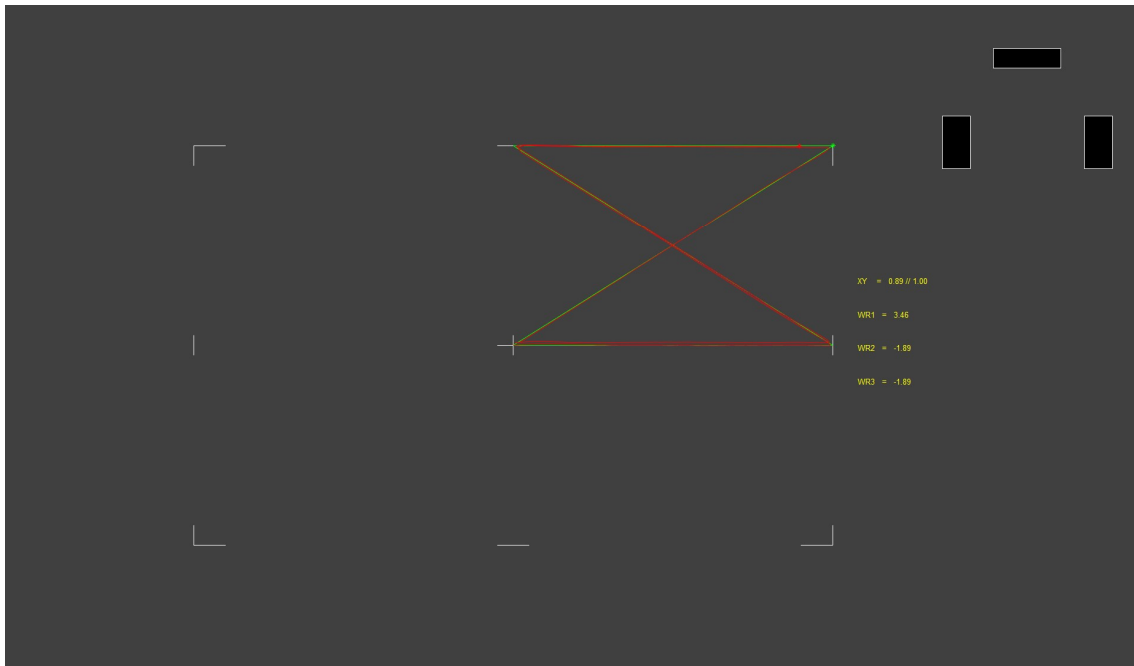 XY = 0.89 // 1.00
WR1 = 3.46
WR2 = -1.89
WR3 = -1.89